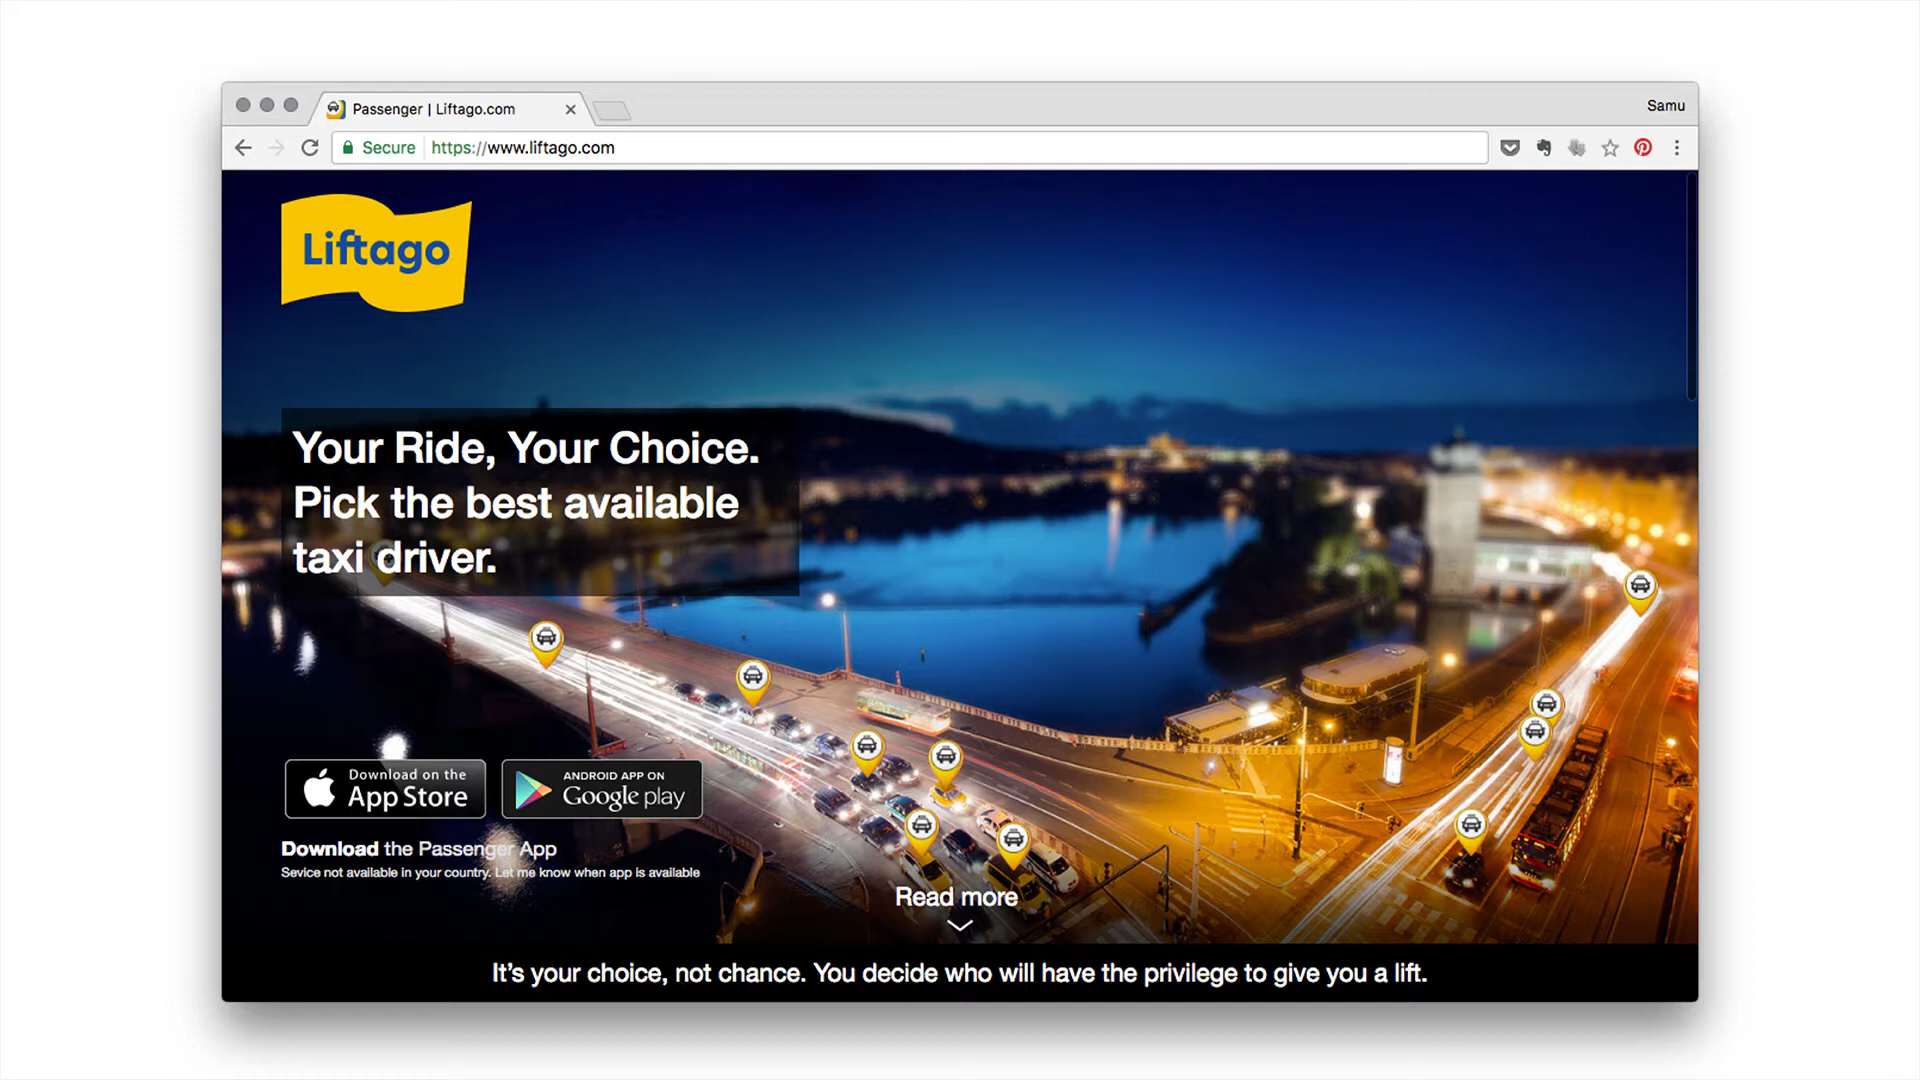 Passenger | Liftago.com
Samu
Secure https://www.liftago.com
Liftago
Your Ride, Your Choice.
Pick the best available
taxi driver.
Download on the
App Store
ANDROID APP ON
Google play
Download the Passenger App
Sevice not available in your country. Let me know when app is available
Read more
It's your choice, not chance. You decide who will have the privilege to give you a lift.